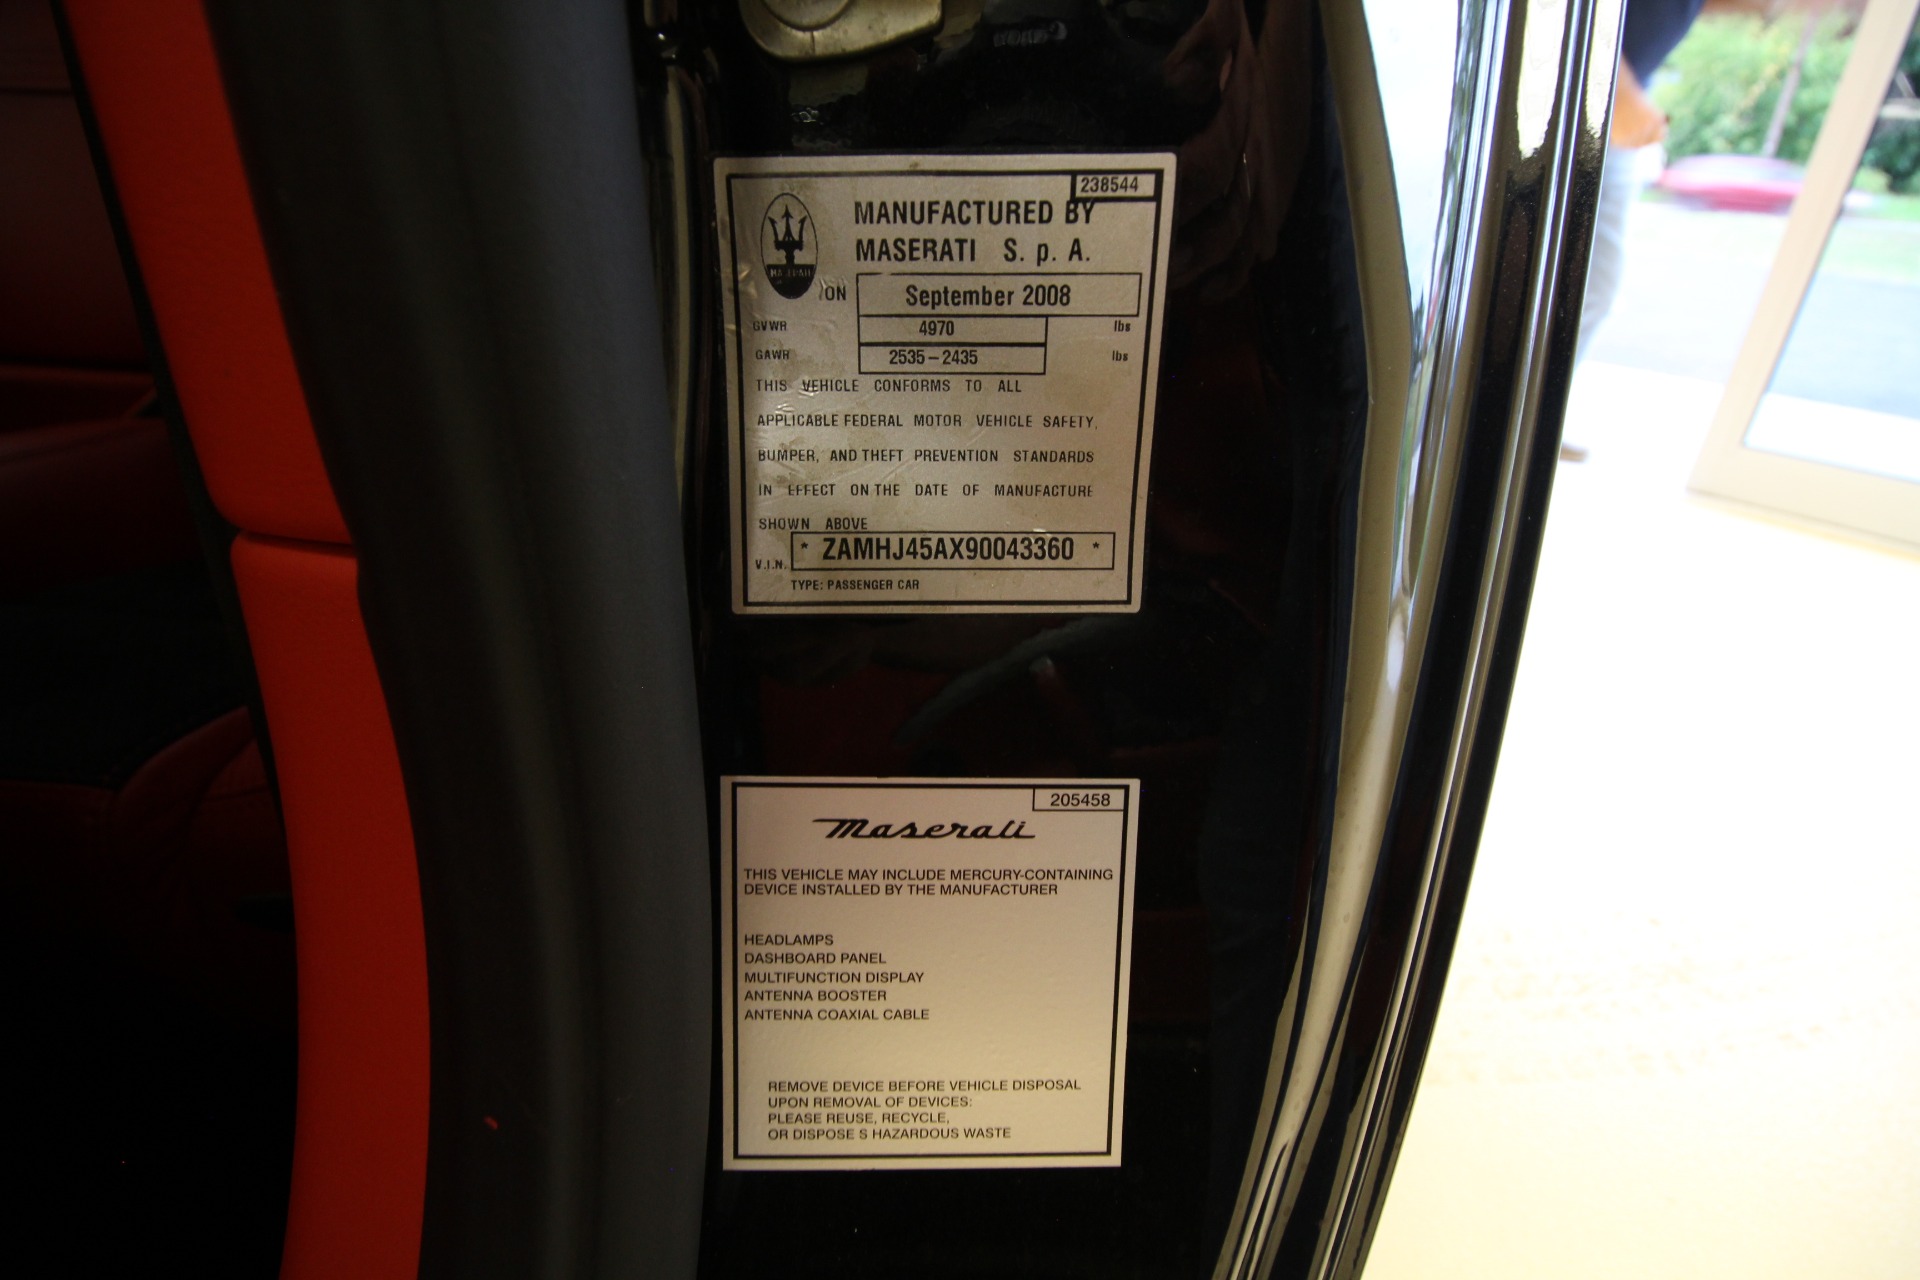 238544
MANUFACTURED BY
MASERATI S. p. A.
MASERATI
ON September 2008
GVWR 4970 lbs
GAWR 2535-2435 lbs
THIS VEHICLE CONFORMS TO ALL
APPLICABLE FEDERAL MOTOR VEHICLE SAFETY,
BUMPER, AND THEFT PREVENTION STANDARDS
IN EFFECT ON THE DATE OF MANUFACTURE
SHOWN ABOVE
V.I.N. * ZAMHJ45AX90043360 *
TYPE: PASSENGER CAR
205458
Maserati
THIS VEHICLE MAY INCLUDE MERCURY-CONTAINING
DEVICE INSTALLED BY THE MANUFACTURER
HEADLAMPS
DASHBOARD PANEL
MULTIFUNCTION DISPLAY
ANTENNA BOOSTER
ANTENNA COAXIAL CABLE
REMOVE DEVICE BEFORE VEHICLE DISPOSAL
UPON REMOVAL OF DEVICES:
PLEASE REUSE, RECYCLE,
OR DISPOSE S HAZARDOUS WASTE